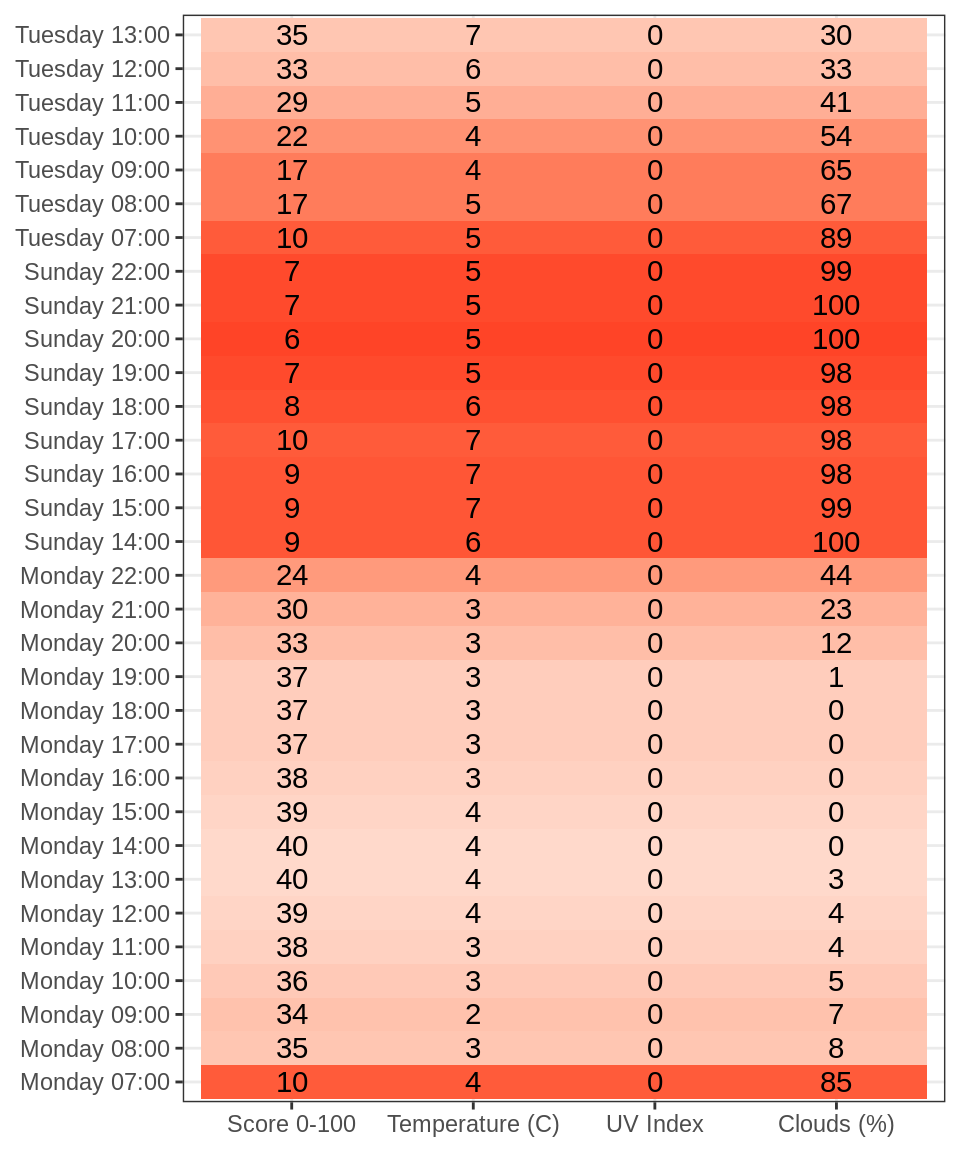 Tuesday 13:00 35 7 0 30
Tuesday 12:00 33 6 0 33
Tuesday 11:00 29 5 0 41
Tuesday 10:00 22 4 0 54
Tuesday 09:00 17 4 0 65
Tuesday 08:00 17 5 0 67
Tuesday 07:00 10 5 0 89
Sunday 22:00 7 5 0 99
Sunday 21:00 7 5 0 100
Sunday 20:00 6 5 0 100
Sunday 19:00 7 5 0 98
Sunday 18:00 8 6 0 98
Sunday 17:00 10 7 0 98
Sunday 16:00 9 7 0 98
Sunday 15:00 9 7 0 99
Sunday 14:00 9 6 0 100
Monday 22:00 24 4 0 44
Monday 21:00 30 3 0 23
Monday 20:00 33 3 0 12
Monday 19:00 37 3 0 1
Monday 18:00 37 3 0 0
Monday 17:00 37 3 0 0
Monday 16:00 38 3 0 0
Monday 15:00 39 4 0 0
Monday 14:00 40 4 0 0
Monday 13:00 40 4 0 3
Monday 12:00 39 4 0 4
Monday 11:00 38 3 0 4
Monday 10:00 36 3 0 5
Monday 09:00 34 2 0 7
Monday 08:00 35 3 0 8
Monday 07:00 10 4 0 85
Score 0-100 Temperature (C) UV Index Clouds (%)